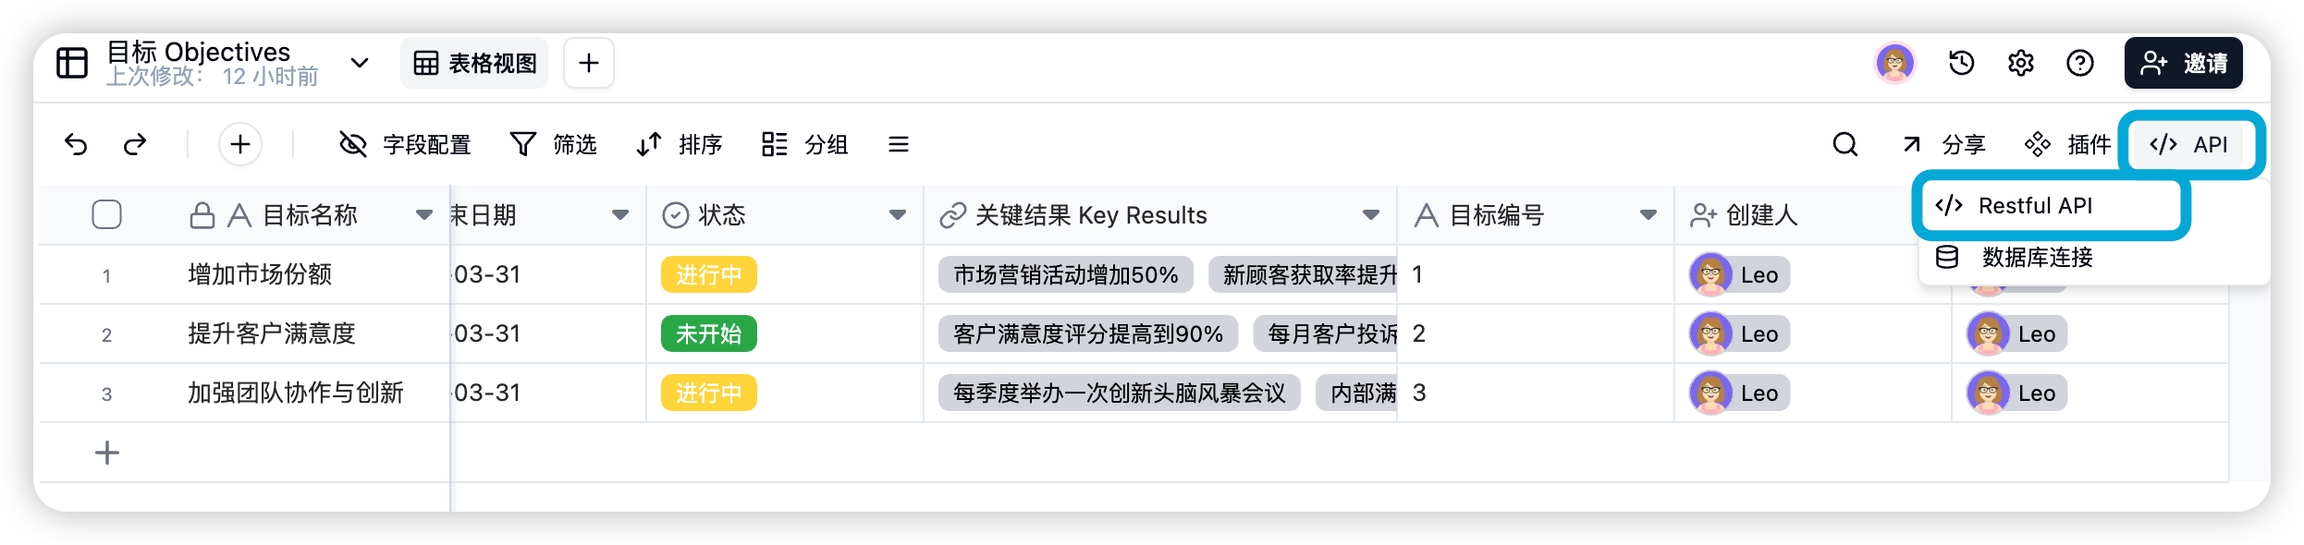 目标 Objectives
上次修改： 12 小时前
表格视图
邀请
字段配置 筛选 排序 分组
分享 插件 API
Restful API
数据库连接
目标名称 束日期 状态 关键结果 Key Results 目标编号 创建人
1 增加市场份额 -03-31 进行中 市场营销活动增加50% 新顾客获取率提升 1 Leo
2 提升客户满意度 -03-31 未开始 客户满意度评分提高到90% 每月客户投诉 2 Leo Leo
3 加强团队协作与创新 -03-31 进行中 每季度举办一次创新头脑风暴会议 内部满 3 Leo Leo